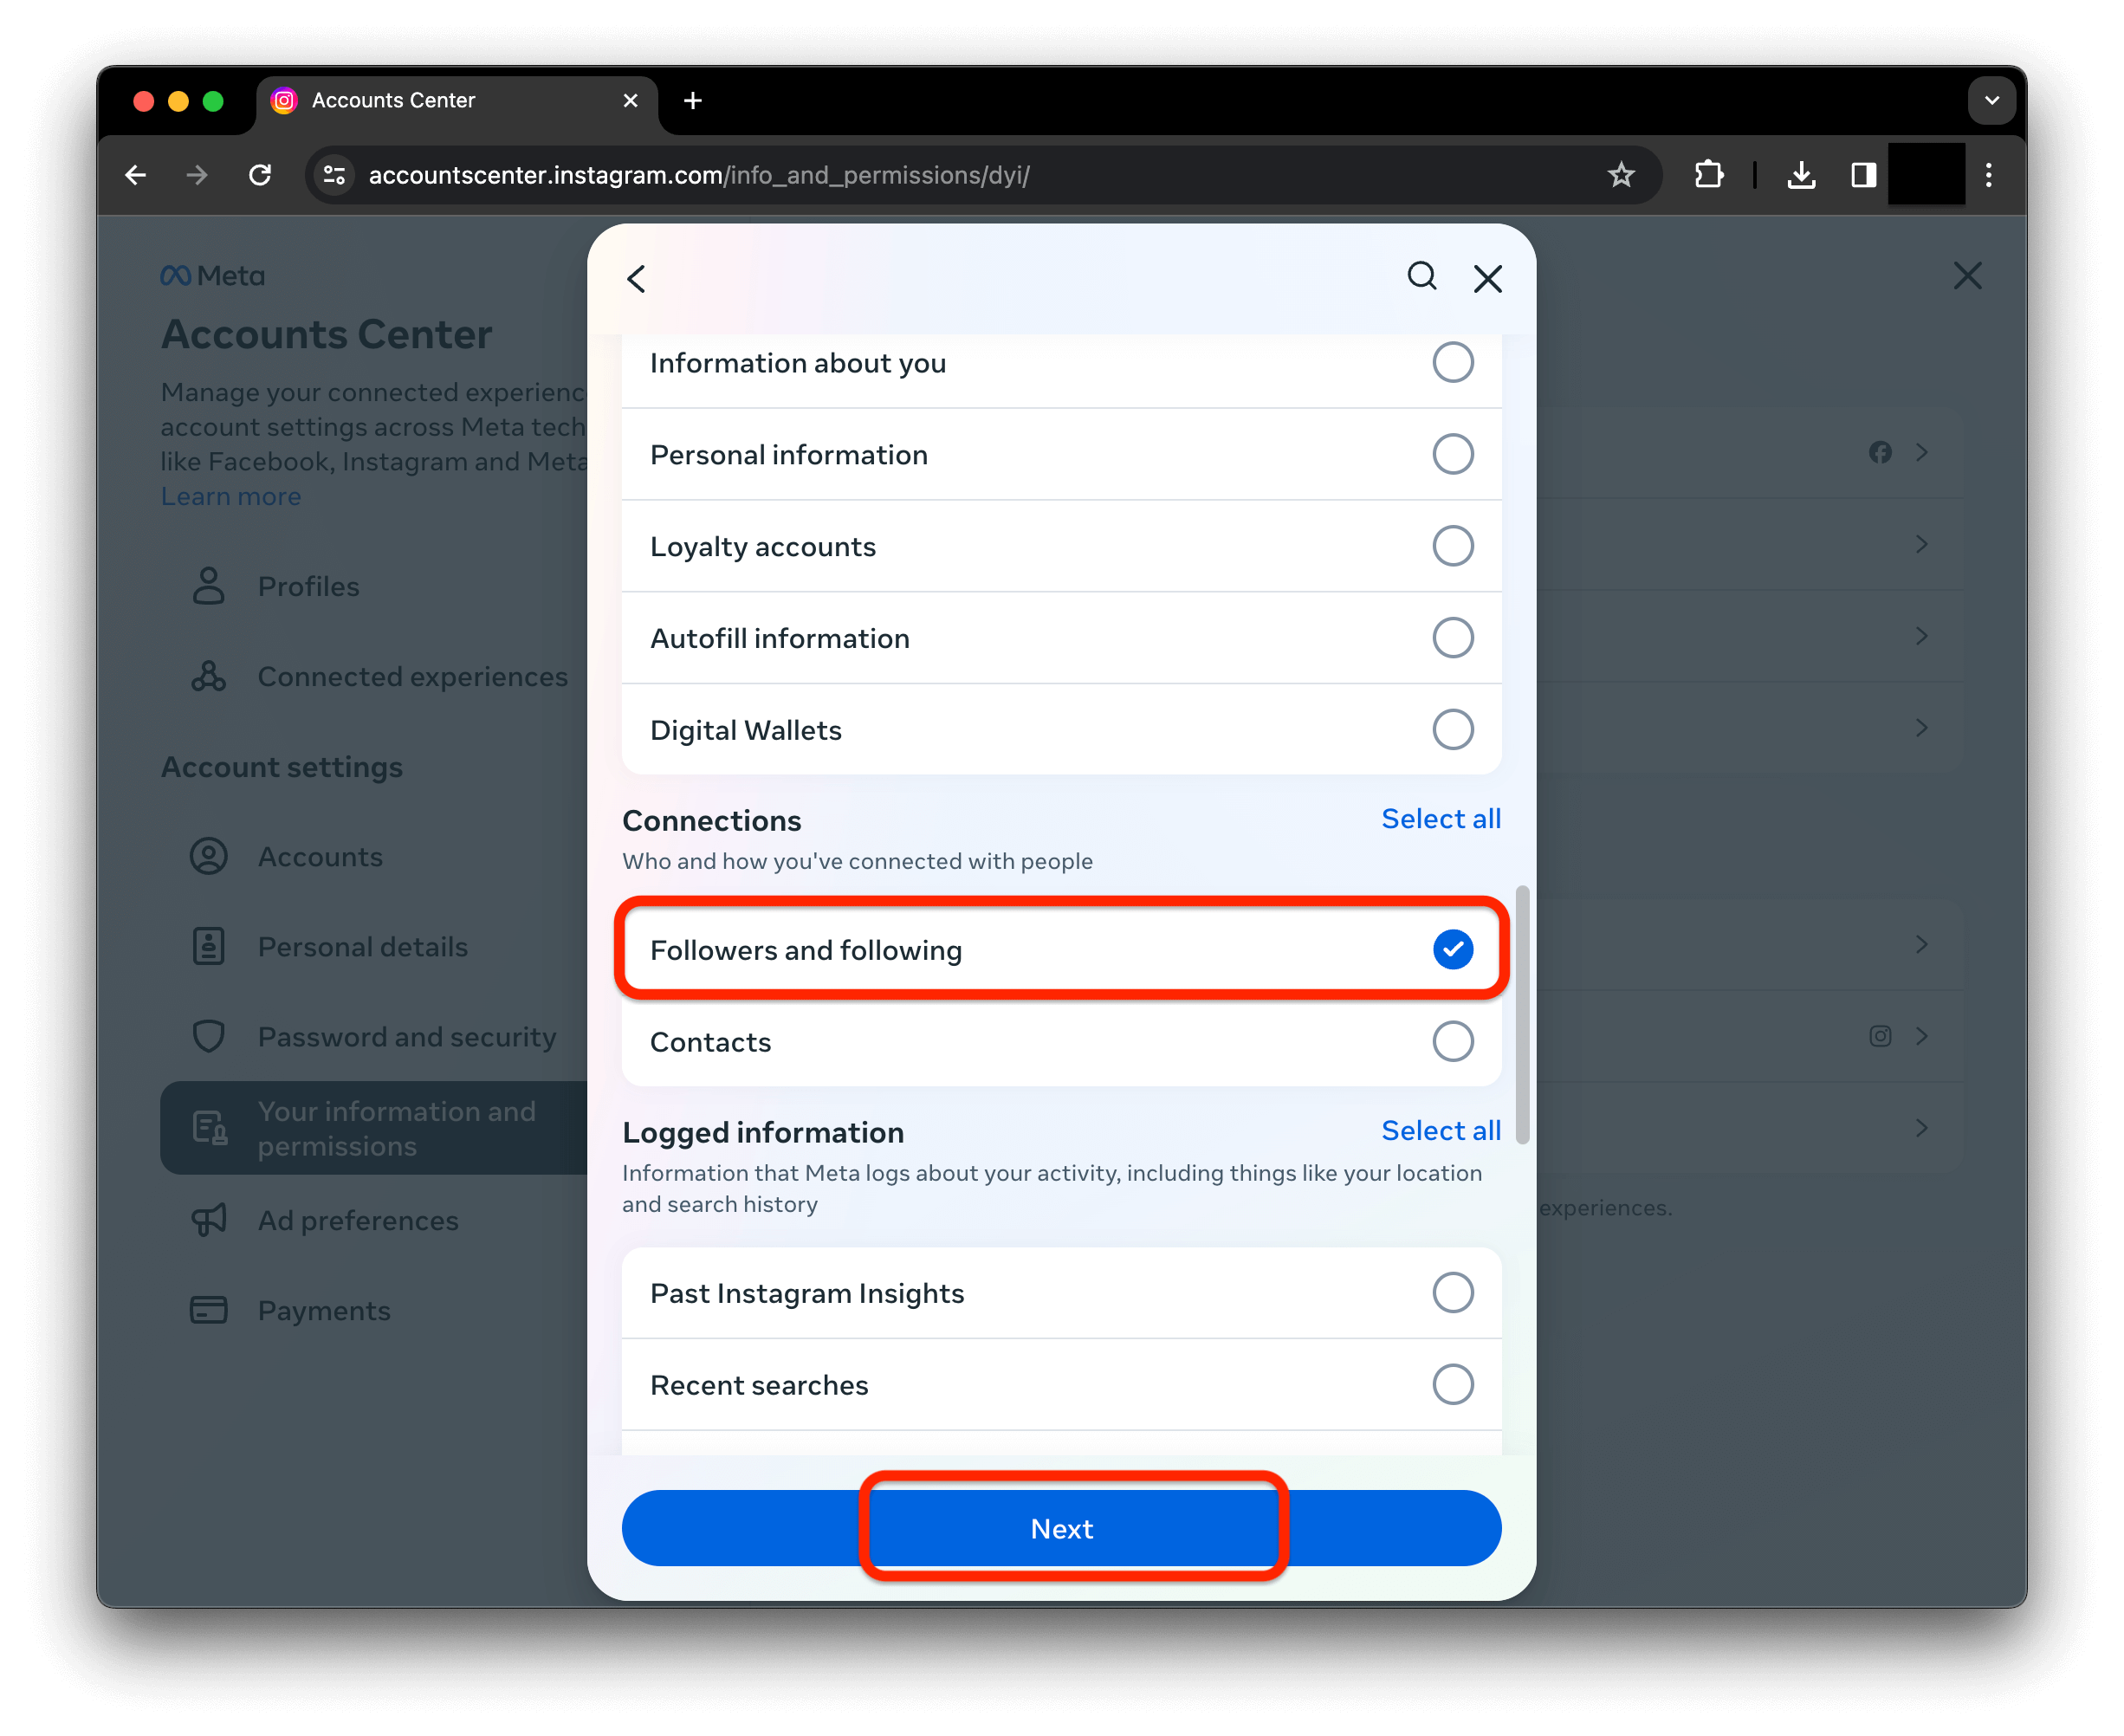 Accounts Center
accountscenter.instagram.com/info_and_permissions/dyi/
Meta
Accounts Center
Manage your connected experienc
account settings across Meta tech
like Facebook, Instagram and Meta
Learn more
Profiles
Connected experiences
Account settings
Accounts
Personal details
Password and security
Your information and
permissions
Ad preferences
Payments
Information about you
Personal information
Loyalty accounts
Autofill information
Digital Wallets
Connections
Select all
Who and how you've connected with people
Followers and following
Contacts
Logged information
Select all
Information that Meta logs about your activity, including things like your location
and search history
Past Instagram Insights
Recent searches
Next
experiences.